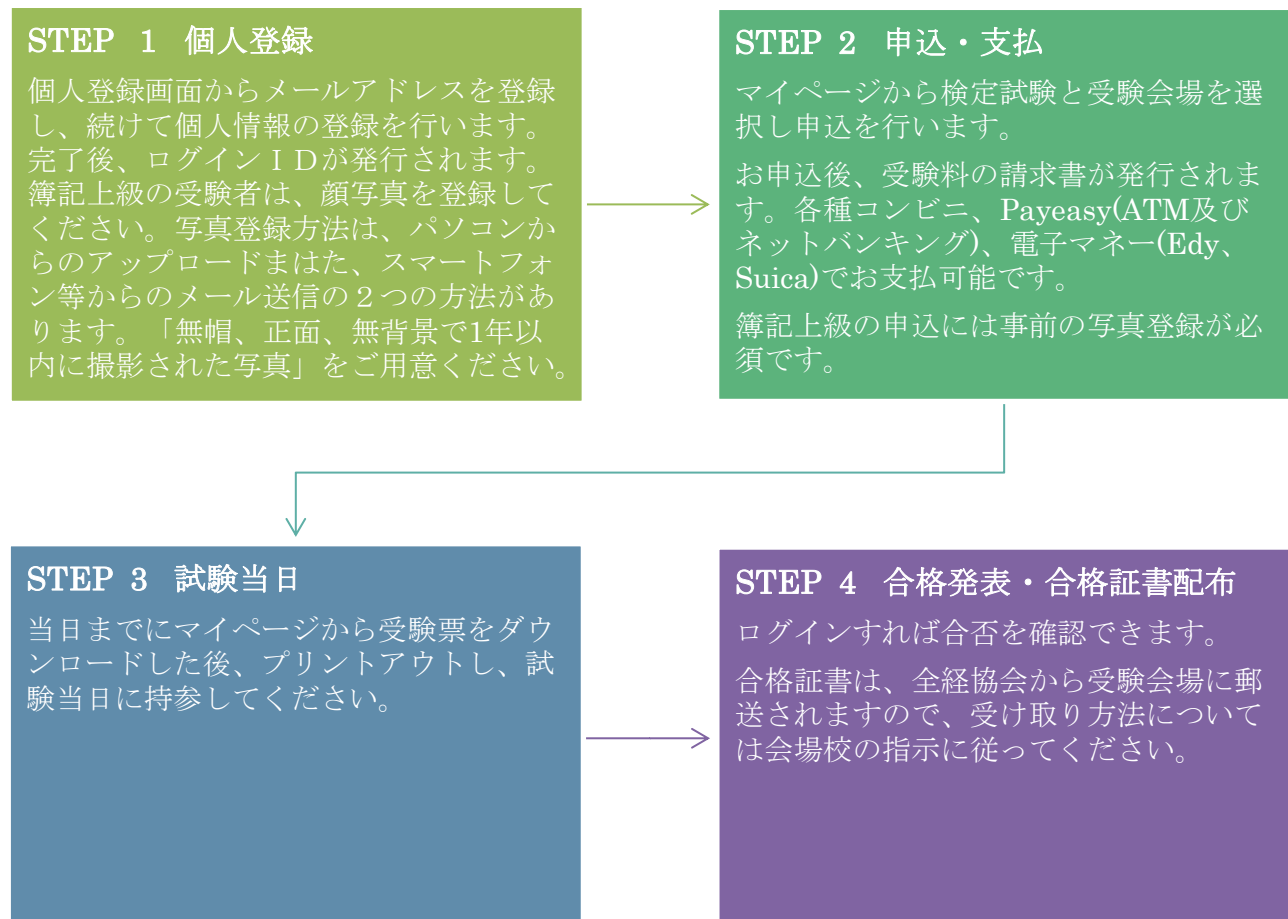 STEP 1 個人登録
個人登録画面からメールアドレスを登録
し、続けて個人情報の登録を行います。
完了後、ログインＩＤが発行されます。
簿記上級の受験者は、顔写真を登録して
ください。写真登録方法は、パソコンか
らのアップロードまはた、スマートフォ
ン等からのメール送信の２つの方法があ
ります。「無帽、正面、無背景で1年以
内に撮影された写真」をご用意ください。
STEP 2 申込・支払
マイページから検定試験と受験会場を選
択し申込を行います。
お申込後、受験料の請求書が発行されま
す。各種コンビニ、Payeasy(ATM及び
ネットバンキング)、電子マネー(Edy、
Suica)でお支払可能です。
簿記上級の申込には事前の写真登録が必
須です。
STEP 3 試験当日
当日までにマイページから受験票をダウ
ンロードした後、プリントアウトし、試
験当日に持参してください。
STEP 4 合格発表・合格証書配布
ログインすれば合否を確認できます。
合格証書は、全経協会から受験会場に郵
送されますので、受け取り方法について
は会場校の指示に従ってください。